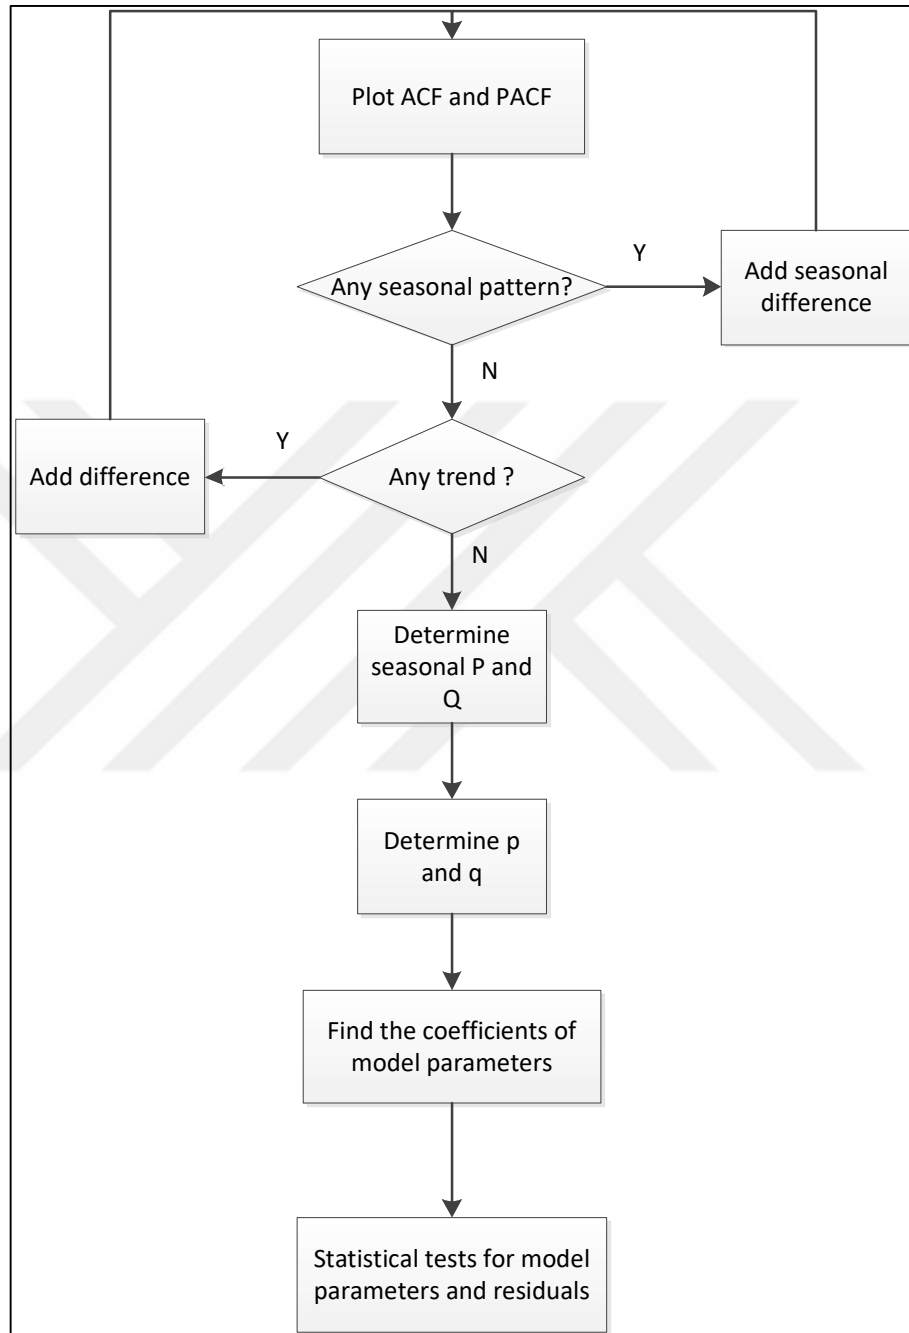 Plot ACF and PACF
Any seasonal pattern?
Y
Add seasonal
difference
N
Add difference
Y
Any trend ?
N
Determine
seasonal P and
Q
Determine p
and q
Find the coefficients of
model parameters
Statistical tests for model
parameters and residuals